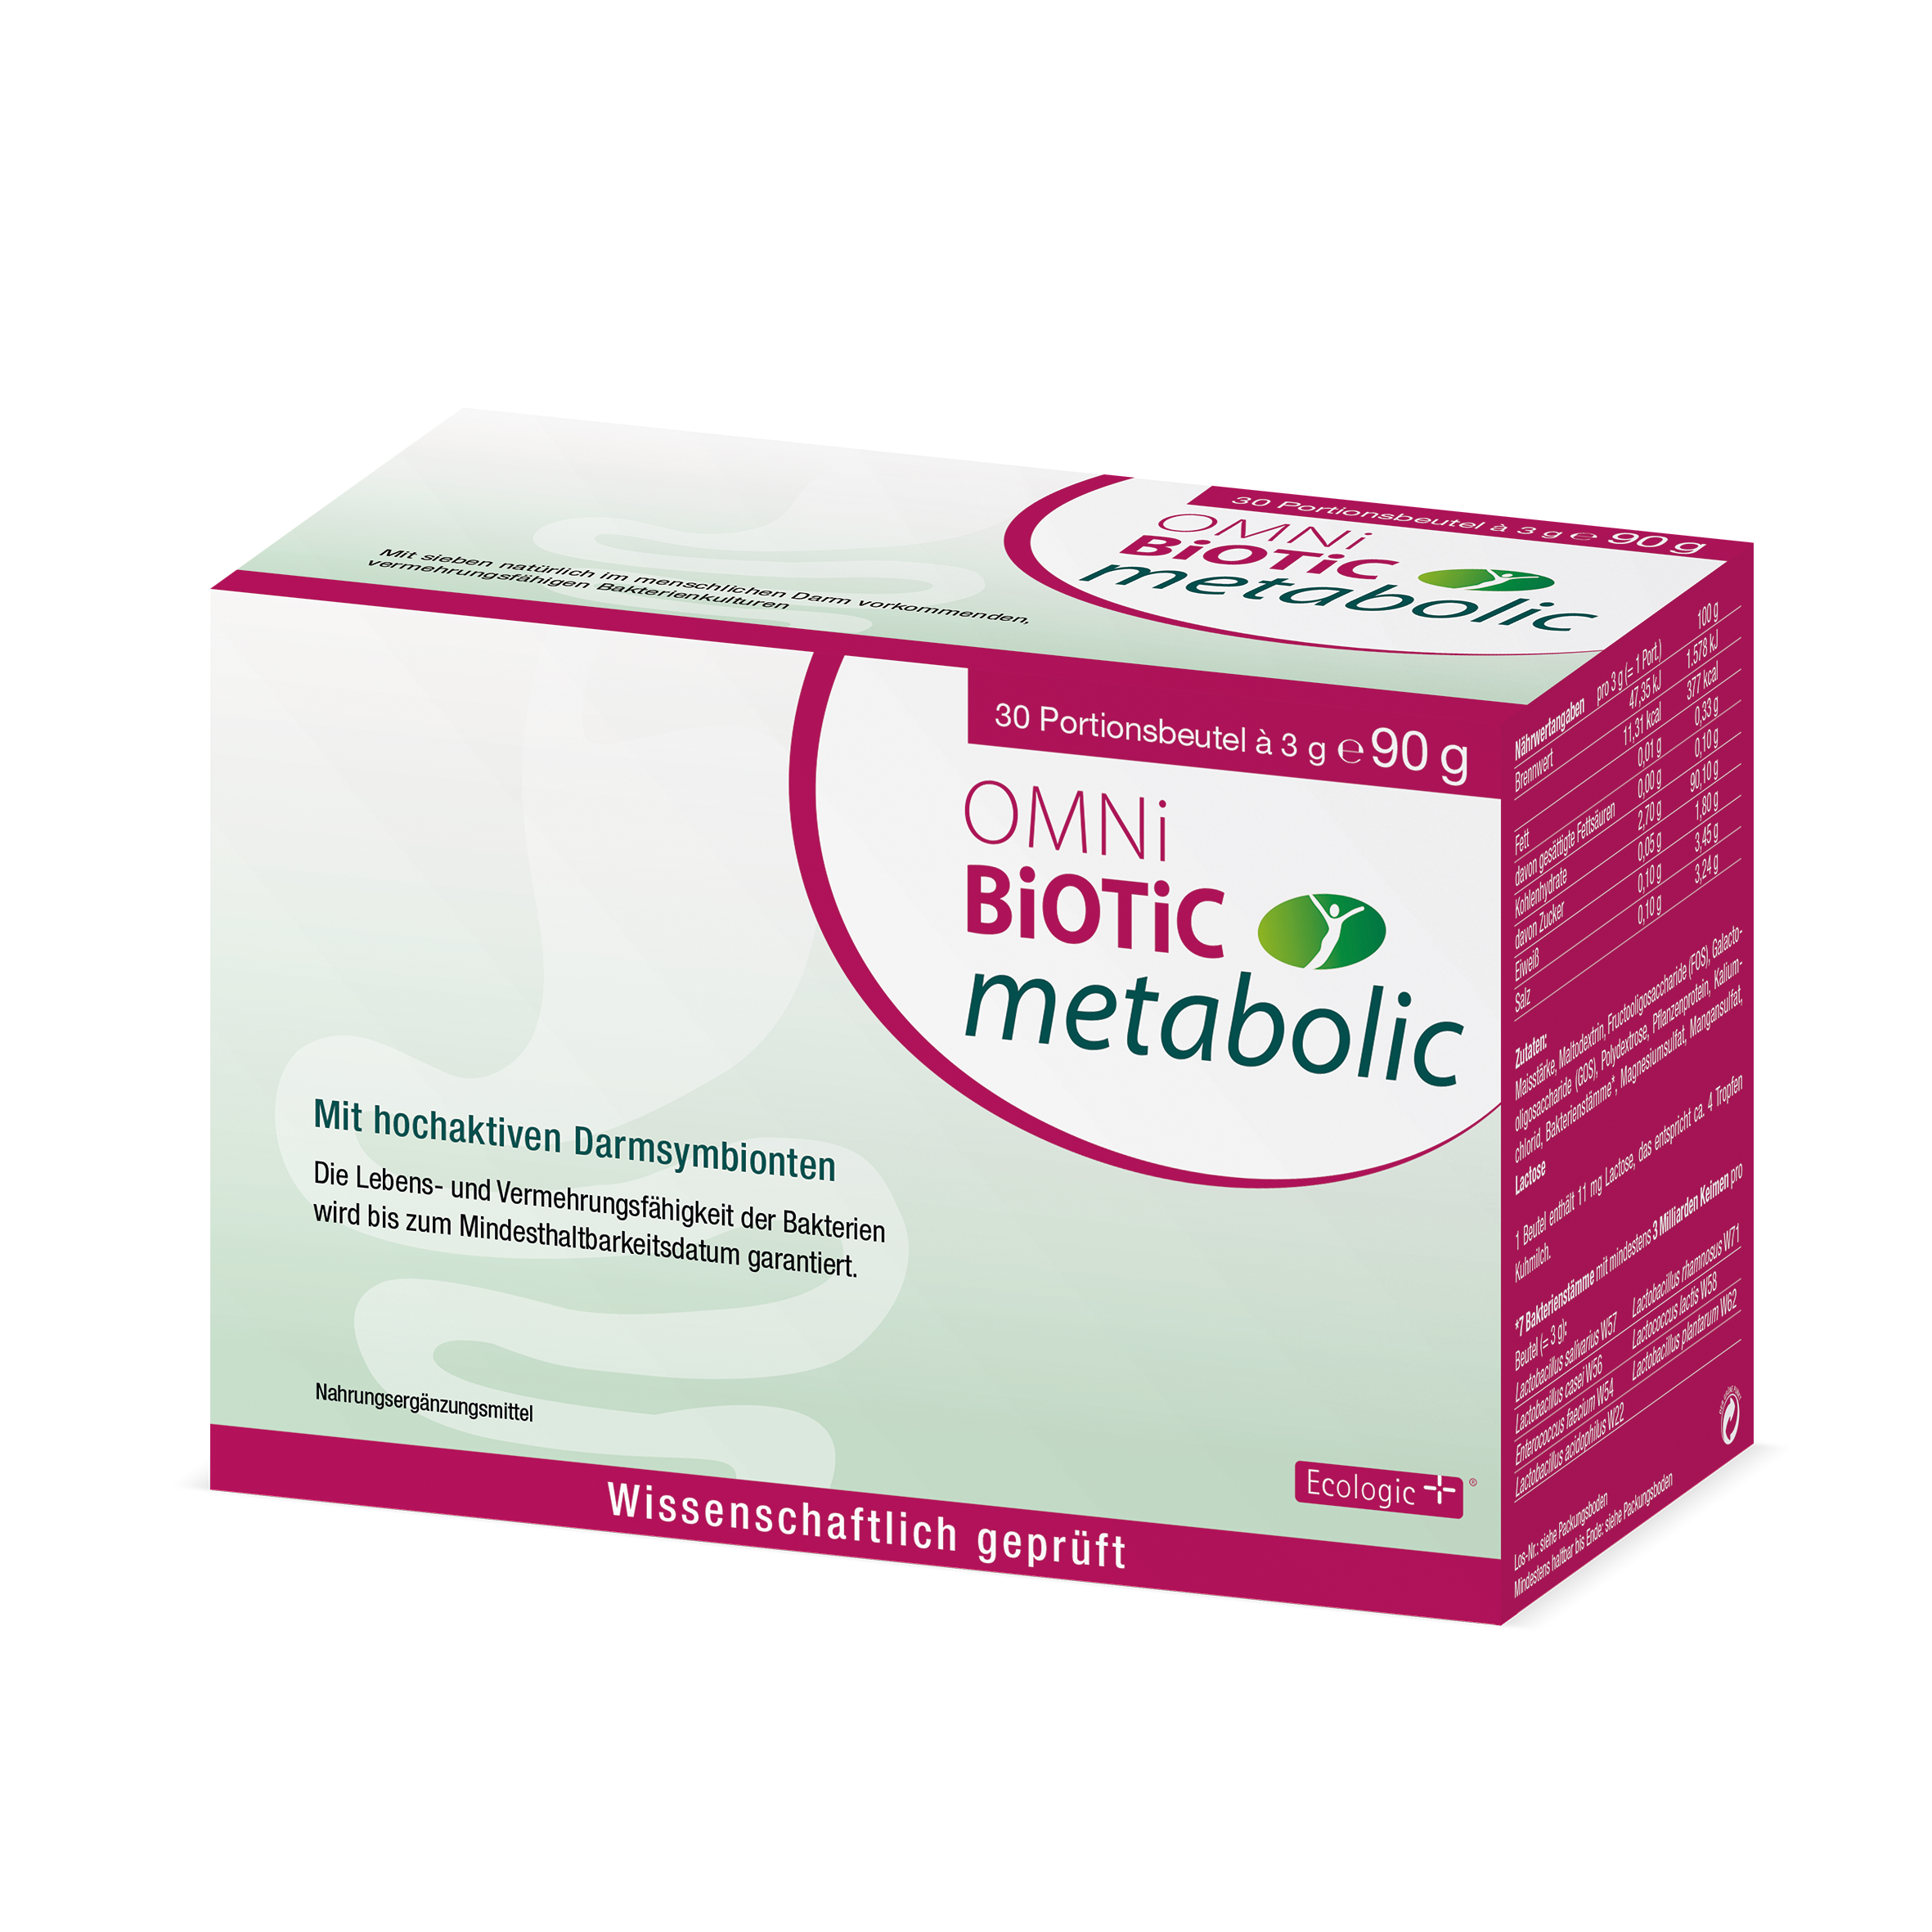 30 Portionsbeutel à 3 g ℮ 90 g
OMNi
BiOTiC
metabolic
Mit sieben natürlich im menschlichen Darm vorkommenden,
vermehrungsfähigen Bakterienkulturen
30 Portionsbeutel à 3 g ℮ 90 g
OMNi
BiOTiC
metabolic
Mit hochaktiven Darmsymbionten
Die Lebens- und Vermehrungsfähigkeit der Bakterien
wird bis zum Mindesthaltbarkeitsdatum garantiert.
Nahrungsergänzungsmittel
Ecologic +®
Wissenschaftlich geprüft
Nährwertangaben pro 3 g (= 1 Port.) 100 g
Brennwert 47,35 kJ 1.578 kJ
11,31 kcal 377 kcal
Fett 0,01 g 0,33 g
davon gesättigte Fettsäuren 0,00 g 0,10 g
Kohlenhydrate 2,70 g 90,10 g
davon Zucker 0,05 g 1,80 g
Eiweiß 0,10 g 3,45 g
Salz 0,10 g 3,24 g
Zutaten:
Maisstärke, Maltodextrin, Fructooligosaccharide (FOS), Galacto-
oligosaccharide (GOS), Polydextrose, Pflanzenprotein, Kalium-
chlorid, Bakterienstämme*, Magnesiumsulfat, Mangansulfat,
Lactose
1 Beutel enthält 11 mg Lactose, das entspricht ca. 4 Tropfen
Kuhmilch.
*7 Bakterienstämme mit mindestens 3 Milliarden Keimen pro
Beutel (= 3 g):
Lactobacillus salivarius W57 Lactobacillus rhamnosus W71
Lactobacillus casei W56 Lactococcus lactis W58
Enterococcus faecium W54 Lactobacillus plantarum W62
Lactobacillus acidophilus W22
Los-Nr.: siehe Packungsboden
Mindestens haltbar bis Ende: siehe Packungsboden